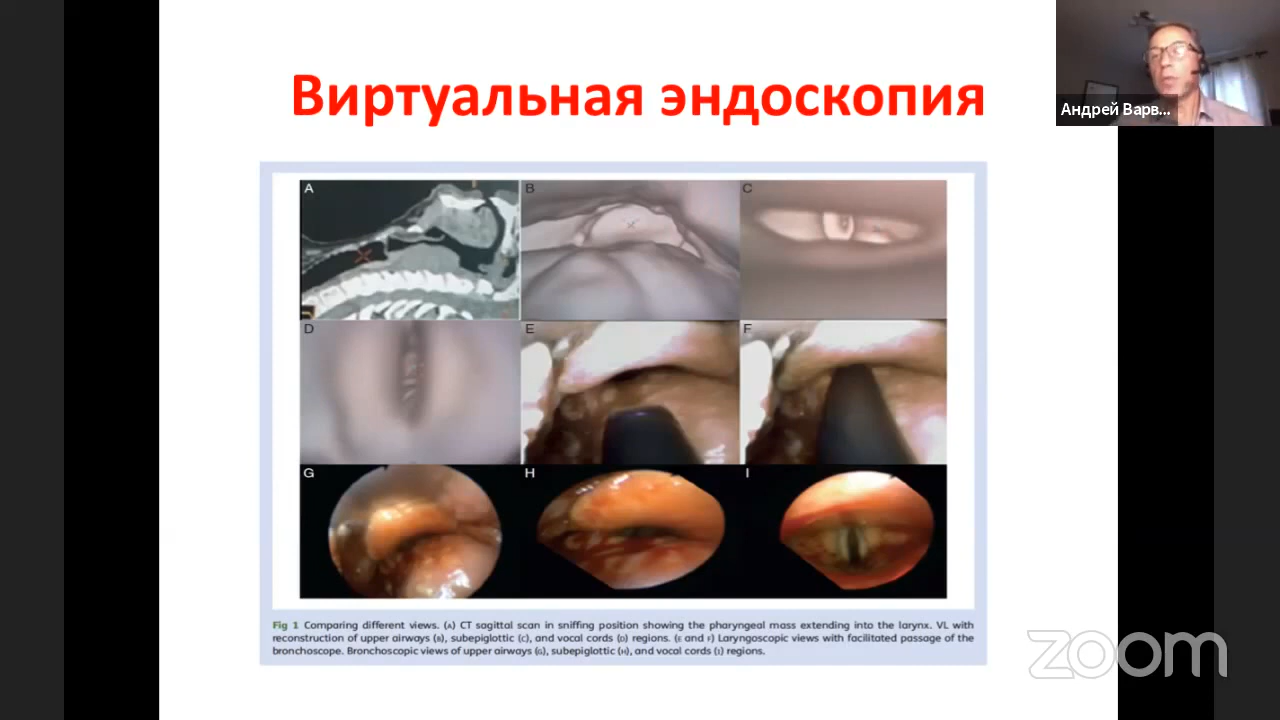 Виртуальная эндоскопия
Андрей Варв...
A
B
C
D
E
F
G
H
I
Fig 1 Comparing different views. (A) CT sagittal scan in sniffing position showing the pharyngeal mass extending into the larynx. VL with
reconstruction of upper airways (B), subepiglottic (C), and vocal cords (D) regions. (E and F) Laryngoscopic views with facilitated passage of the
bronchoscope. Bronchoscopic views of upper airways (G), subepiglottic (H), and vocal cords (I) regions.
zoom